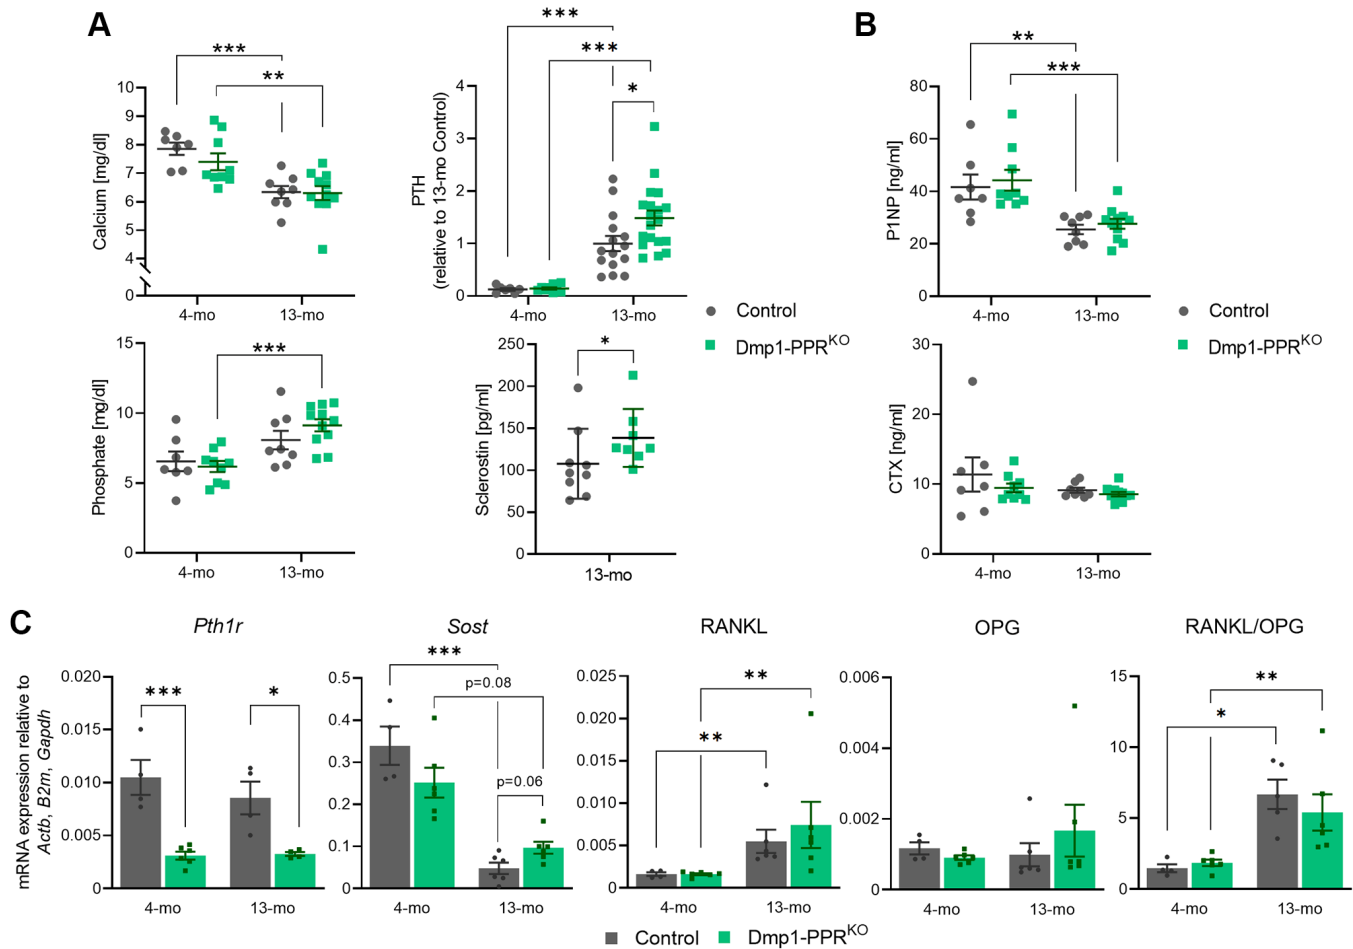 A
B
***
**
Calcium [mg/dl]
10
9
8
7
6
5
4
0
4-mo
13-mo
***
***
*
PTH
(relative to 13-mo Control)
4
3
2
1
0
4-mo
13-mo
Control
Dmp1-PPRKO
**
***
P1NP [ng/ml]
80
60
40
20
0
4-mo
13-mo
Control
Dmp1-PPRKO
***
Phosphate [mg/dl]
15
10
5
0
4-mo
13-mo
*
Sclerostin [pg/ml]
250
200
150
100
50
0
13-mo
CTX [ng/ml]
30
20
10
0
4-mo
13-mo
C
mRNA expression relative to
Actb, B2m, Gapdh
Pth1r
0.020
0.015
0.010
0.005
0
***
*
4-mo
13-mo
Sost
0.5
0.4
0.3
0.2
0.1
0
***
p=0.08
p=0.06
4-mo
13-mo
RANKL
0.025
0.020
0.015
0.010
0.005
0
**
**
4-mo
13-mo
OPG
0.006
0.004
0.002
0
4-mo
13-mo
RANKL/OPG
15
10
5
0
**
*
4-mo
13-mo
Control
Dmp1-PPRKO